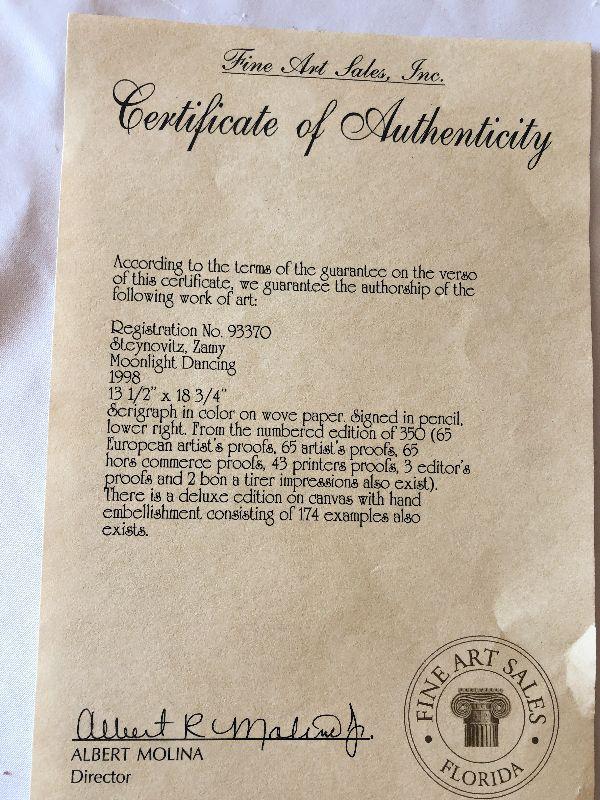 Fine Art Sales, Inc.
Certificate of Authenticity
According to the terms of the guarantee on the verso
of this certificate, we guarantee the authorship of the
following work of art:
Registration No. 93370
Steynovitz, Zamy
Moonlight Dancing
1998
13 1/2" x 18 3/4"
Serigraph in color on wove paper. Signed in pencil,
lower right. From the numbered edition of 350 (65
European artist's proofs, 65 artist's proofs, 65
hors commerce proofs, 43 printers proofs, 3 editor's
proofs and 2 bon a tirer impressions also exist).
There is a deluxe edition on canvas with hand
embellishment consisting of 174 examples also
exists.
Albert R Molina Jr.
ALBERT MOLINA
Director
FINE ART SALES
FLORIDA